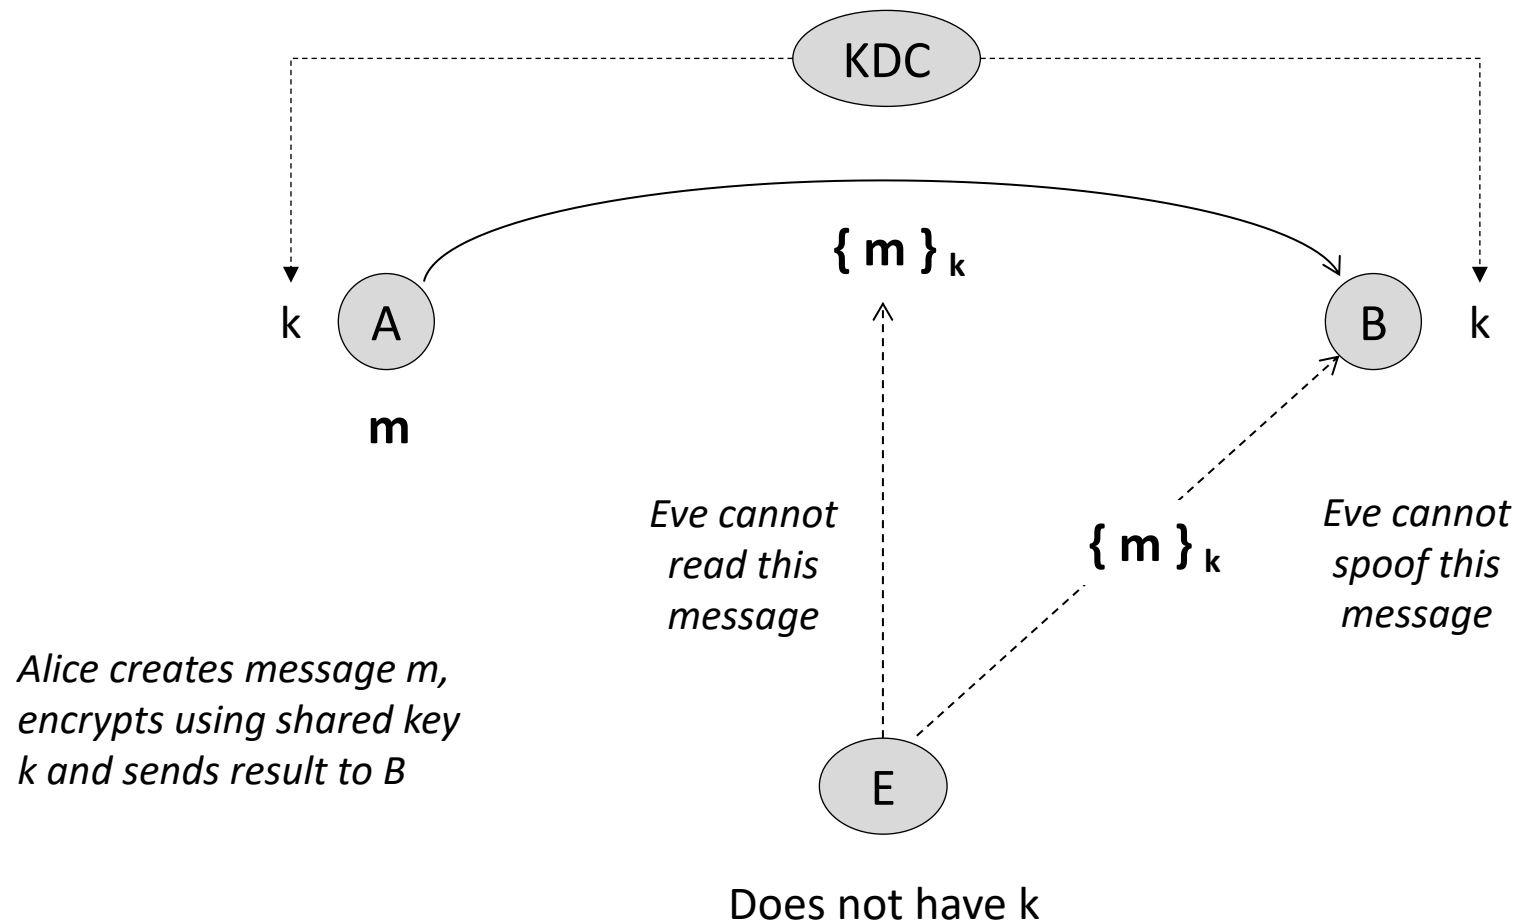 KDC
{ m } k
k
A
B
k
m
Eve cannot
read this
message
{ m } k
Eve cannot
spoof this
message
Alice creates message m,
encrypts using shared key
k and sends result to B
E
Does not have k